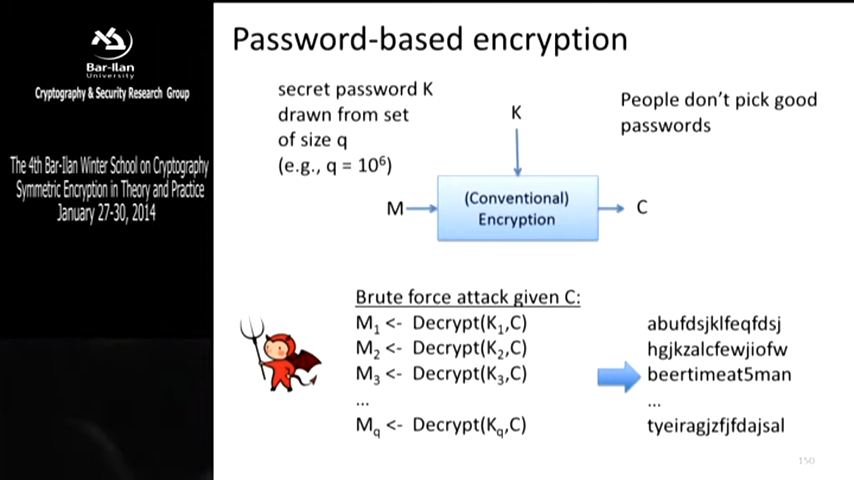 Bar-Ilan
University
Cryptography & Security Research Group
The 4th Bar-Ilan Winter School on Cryptography
Symmetric Encryption in Theory and Practice
January 27-30, 2014
Password-based encryption
secret password K
drawn from set
of size q
(e.g., q = 10⁶)
K
People don't pick good
passwords
M
(Conventional)
Encryption
C
Brute force attack given C:
M₁ <- Decrypt(K₁,C) abufdsjklfeqfdsj
M₂ <- Decrypt(K₂,C) hgjkzalcfewjiofw
M₃ <- Decrypt(K₃,C) beertimeat5man
... ...
M_q <- Decrypt(K_q,C) tyeiragjzfjfdajsal
150